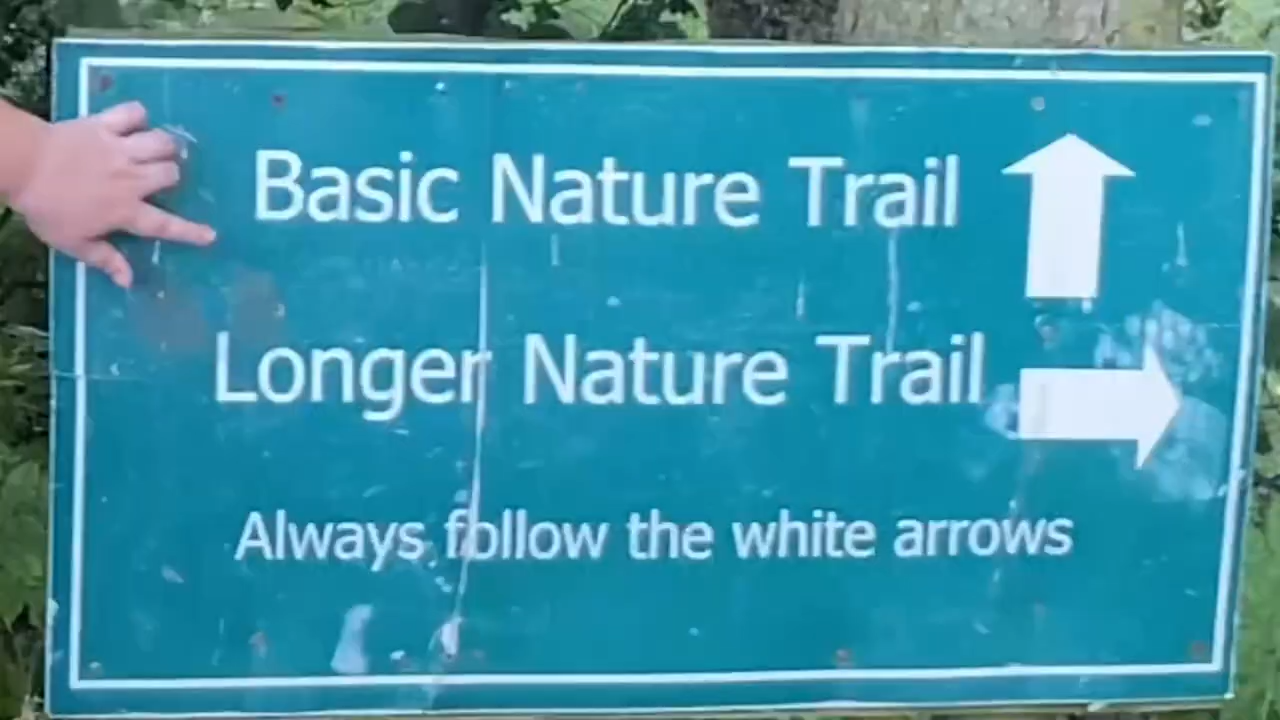 Basic Nature Trail
Longer Nature Trail
Always follow the white arrows